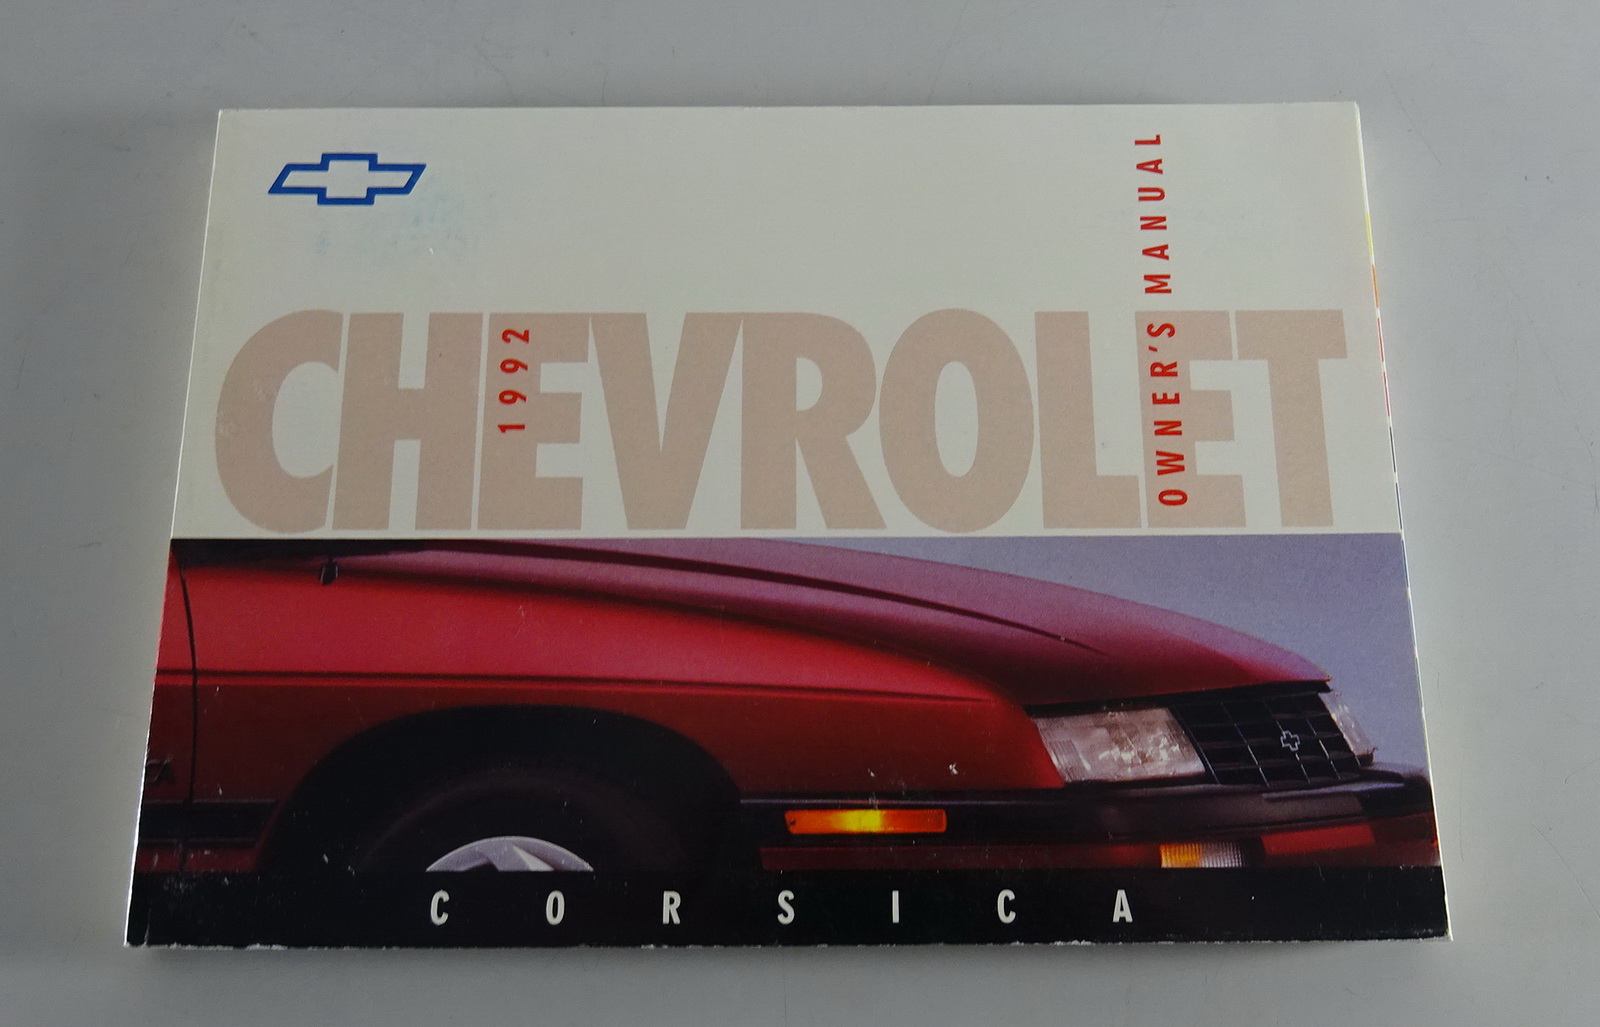 CHEVROLET
1992
OWNER'S MANUAL
CORSICA